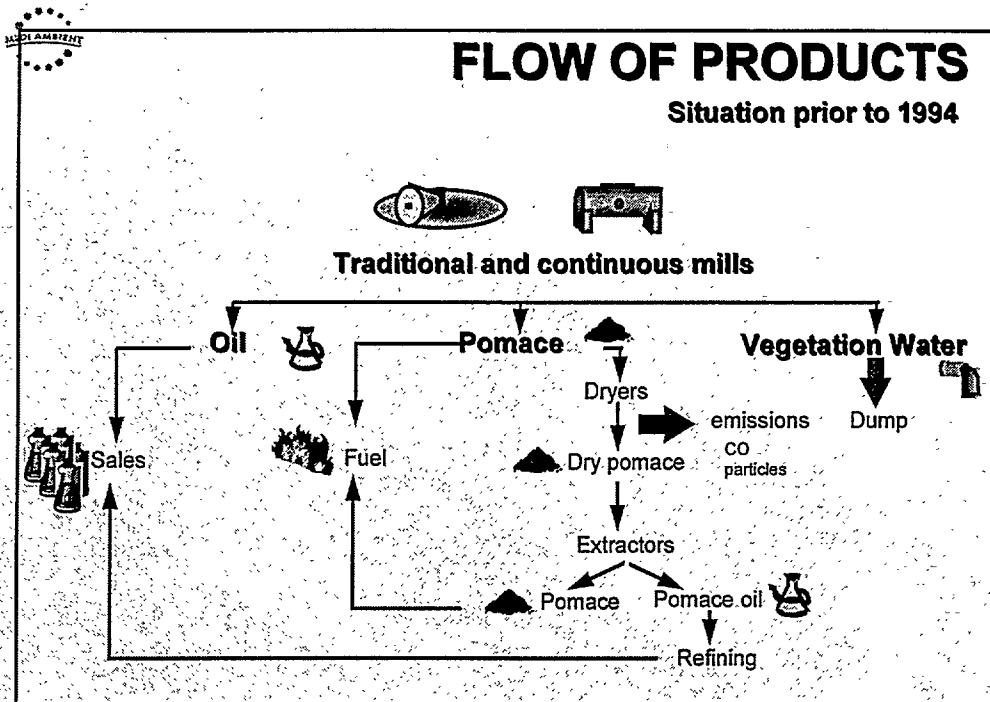 FLOW OF PRODUCTS
Situation prior to 1994
Traditional and continuous mills
Oil
Pomace
Vegetation Water
Dryers
emissions
Dump
CO
particles
Sales
Fuel
Dry pomace
Extractors
Pomace
Pomace oil
Refining